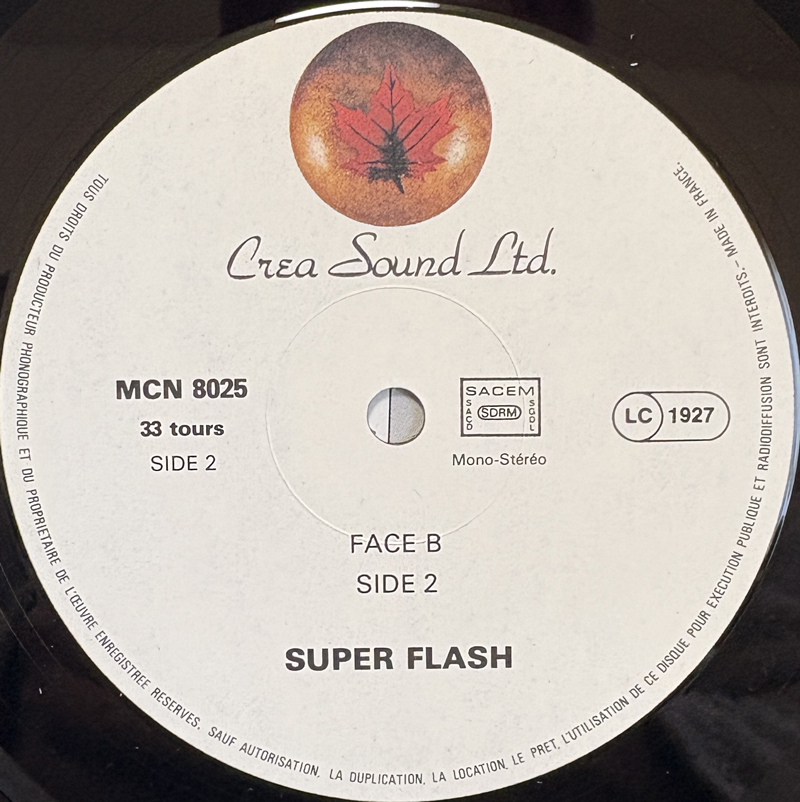 Crea Sound Ltd.
MCN 8025
33 tours
SIDE 2
SACEM
SACD
SDRM
SGDL
Mono-Stéréo
LC 1927
FACE B
SIDE 2
SUPER FLASH
TOUS DROITS DU PRODUCTEUR PHONOGRAPHIQUE ET DU PROPRIETAIRE DE L'ŒUVRE ENREGISTREE RESERVES. SAUF AUTORISATION, LA DUPLICATION, LA LOCATION, LE PRET, L'UTILISATION DE CE DISQUE POUR EXECUTION PUBLIQUE ET RADIODIFFUSION SONT INTERDITS. – MADE IN FRANCE.